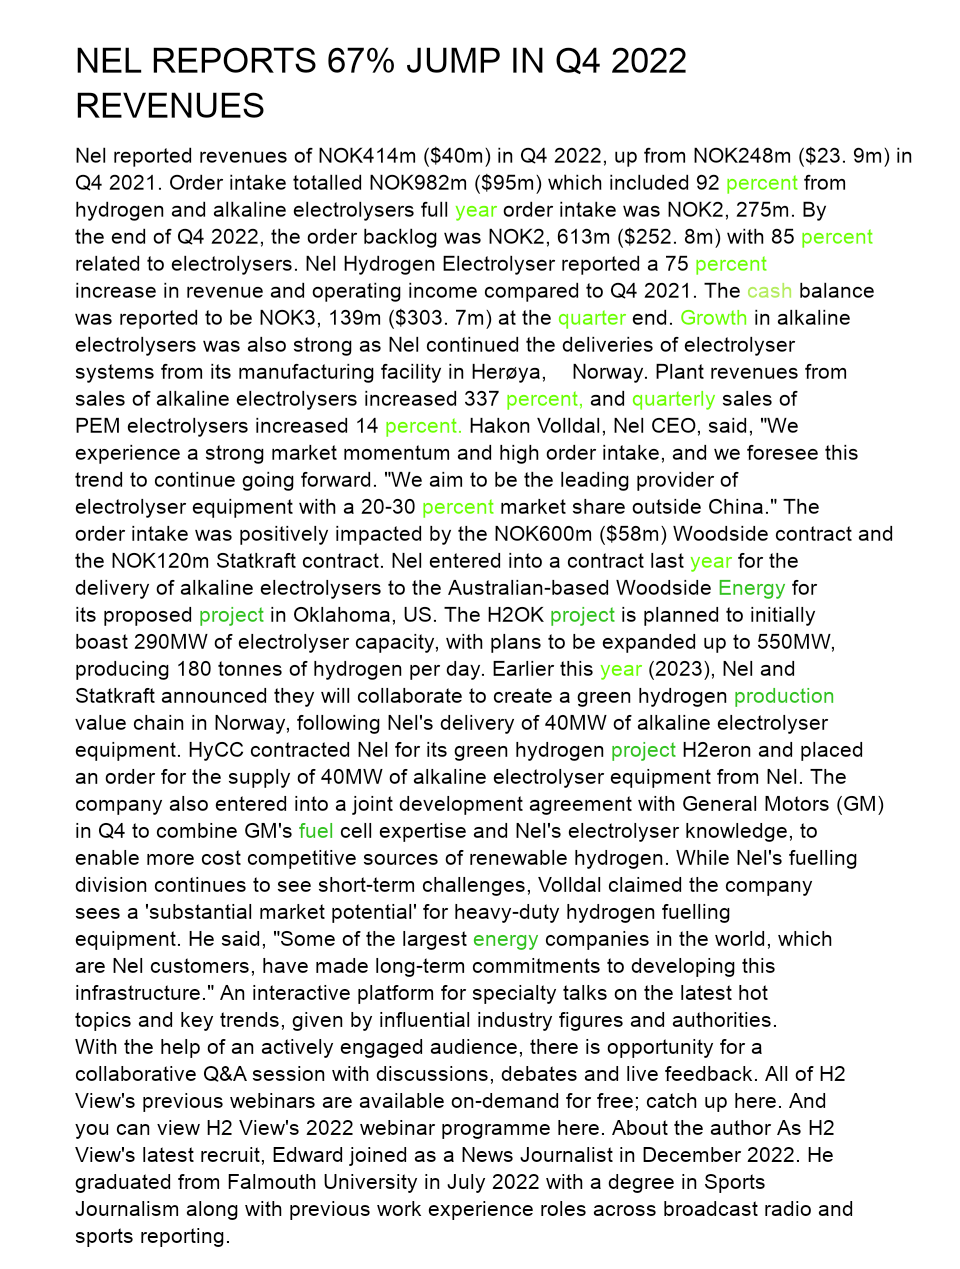 NEL REPORTS 67% JUMP IN Q4 2022
REVENUES
Nel reported revenues of NOK414m ($40m) in Q4 2022, up from NOK248m ($23. 9m) in
Q4 2021. Order intake totalled NOK982m ($95m) which included 92 percent from
hydrogen and alkaline electrolysers full year order intake was NOK2, 275m. By
the end of Q4 2022, the order backlog was NOK2, 613m ($252. 8m) with 85 percent
related to electrolysers. Nel Hydrogen Electrolyser reported a 75 percent
increase in revenue and operating income compared to Q4 2021. The cash balance
was reported to be NOK3, 139m ($303. 7m) at the quarter end. Growth in alkaline
electrolysers was also strong as Nel continued the deliveries of electrolyser
systems from its manufacturing facility in Herøya, Norway. Plant revenues from
sales of alkaline electrolysers increased 337 percent, and quarterly sales of
PEM electrolysers increased 14 percent. Hakon Volldal, Nel CEO, said, "We
experience a strong market momentum and high order intake, and we foresee this
trend to continue going forward. "We aim to be the leading provider of
electrolyser equipment with a 20-30 percent market share outside China." The
order intake was positively impacted by the NOK600m ($58m) Woodside contract and
the NOK120m Statkraft contract. Nel entered into a contract last year for the
delivery of alkaline electrolysers to the Australian-based Woodside Energy for
its proposed project in Oklahoma, US. The H2OK project is planned to initially
boast 290MW of electrolyser capacity, with plans to be expanded up to 550MW,
producing 180 tonnes of hydrogen per day. Earlier this year (2023), Nel and
Statkraft announced they will collaborate to create a green hydrogen production
value chain in Norway, following Nel's delivery of 40MW of alkaline electrolyser
equipment. HyCC contracted Nel for its green hydrogen project H2eron and placed
an order for the supply of 40MW of alkaline electrolyser equipment from Nel. The
company also entered into a joint development agreement with General Motors (GM)
in Q4 to combine GM's fuel cell expertise and Nel's electrolyser knowledge, to
enable more cost competitive sources of renewable hydrogen. While Nel's fuelling
division continues to see short-term challenges, Volldal claimed the company
sees a 'substantial market potential' for heavy-duty hydrogen fuelling
equipment. He said, "Some of the largest energy companies in the world, which
are Nel customers, have made long-term commitments to developing this
infrastructure." An interactive platform for specialty talks on the latest hot
topics and key trends, given by influential industry figures and authorities.
With the help of an actively engaged audience, there is opportunity for a
collaborative Q&A session with discussions, debates and live feedback. All of H2
View's previous webinars are available on-demand for free; catch up here. And
you can view H2 View's 2022 webinar programme here. About the author As H2
View's latest recruit, Edward joined as a News Journalist in December 2022. He
graduated from Falmouth University in July 2022 with a degree in Sports
Journalism along with previous work experience roles across broadcast radio and
sports reporting.